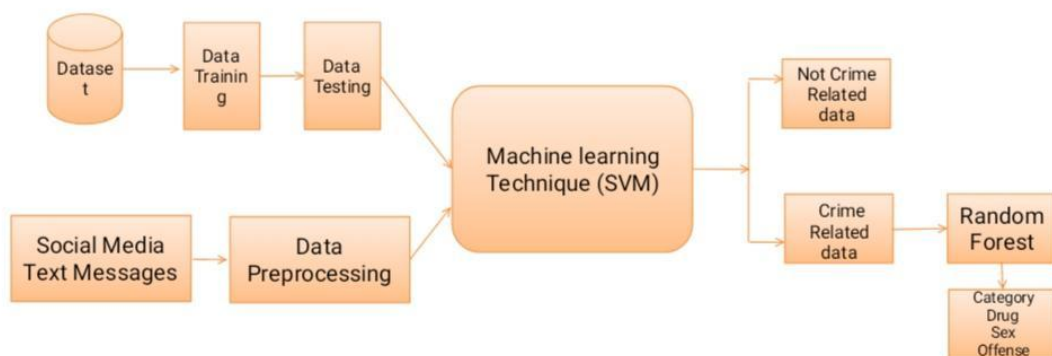 Datase
t
Data
Trainin
g
Data
Testing
Social Media
Text Messages
Data
Preprocessing
Machine learning
Technique (SVM)
Not Crime
Related
data
Crime
Related
data
Random
Forest
Category
Drug
Sex
Offense